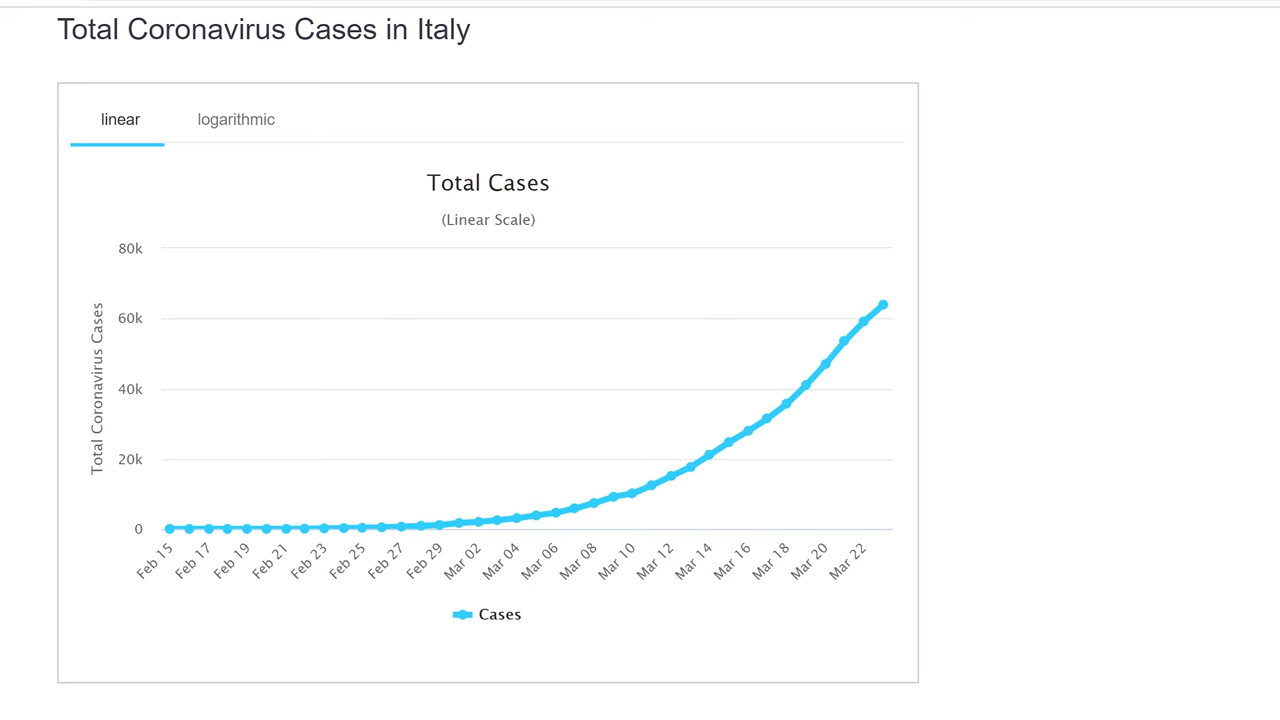 Total Coronavirus Cases in Italy
linear logarithmic
Total Cases
(Linear Scale)
Total Coronavirus Cases
80k
60k
40k
20k
0
Feb 15 Feb 17 Feb 19 Feb 21 Feb 23 Feb 25 Feb 27 Feb 29 Mar 02 Mar 04 Mar 06 Mar 08 Mar 10 Mar 12 Mar 14 Mar 16 Mar 18 Mar 20 Mar 22
Cases